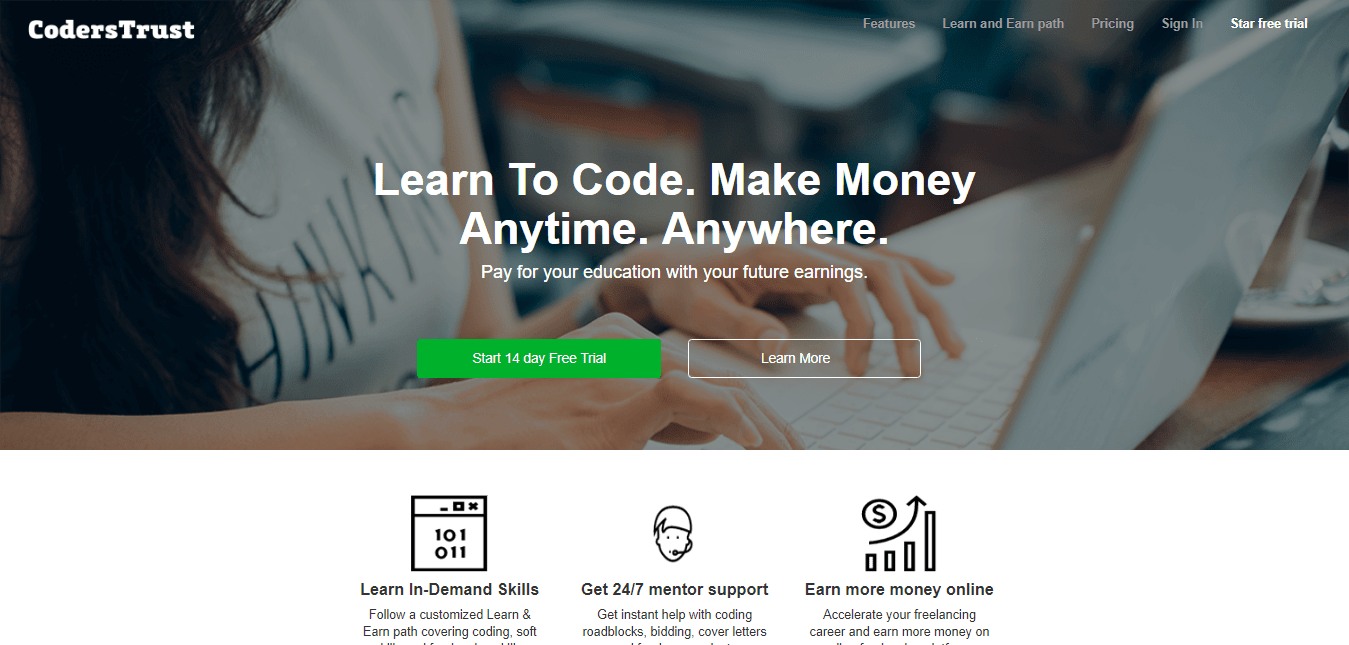 CodersTrust
Features
Learn and Earn path
Pricing
Sign In
Star free trial
THINKING
Learn To Code. Make Money
Anytime. Anywhere.
Pay for your education with your future earnings.
Start 14 day Free Trial
Learn More
101
011
$
Learn In-Demand Skills
Follow a customized Learn &
Earn path covering coding, soft
Get 24/7 mentor support
Get instant help with coding
roadblocks, bidding, cover letters
Earn more money online
Accelerate your freelancing
career and earn more money on